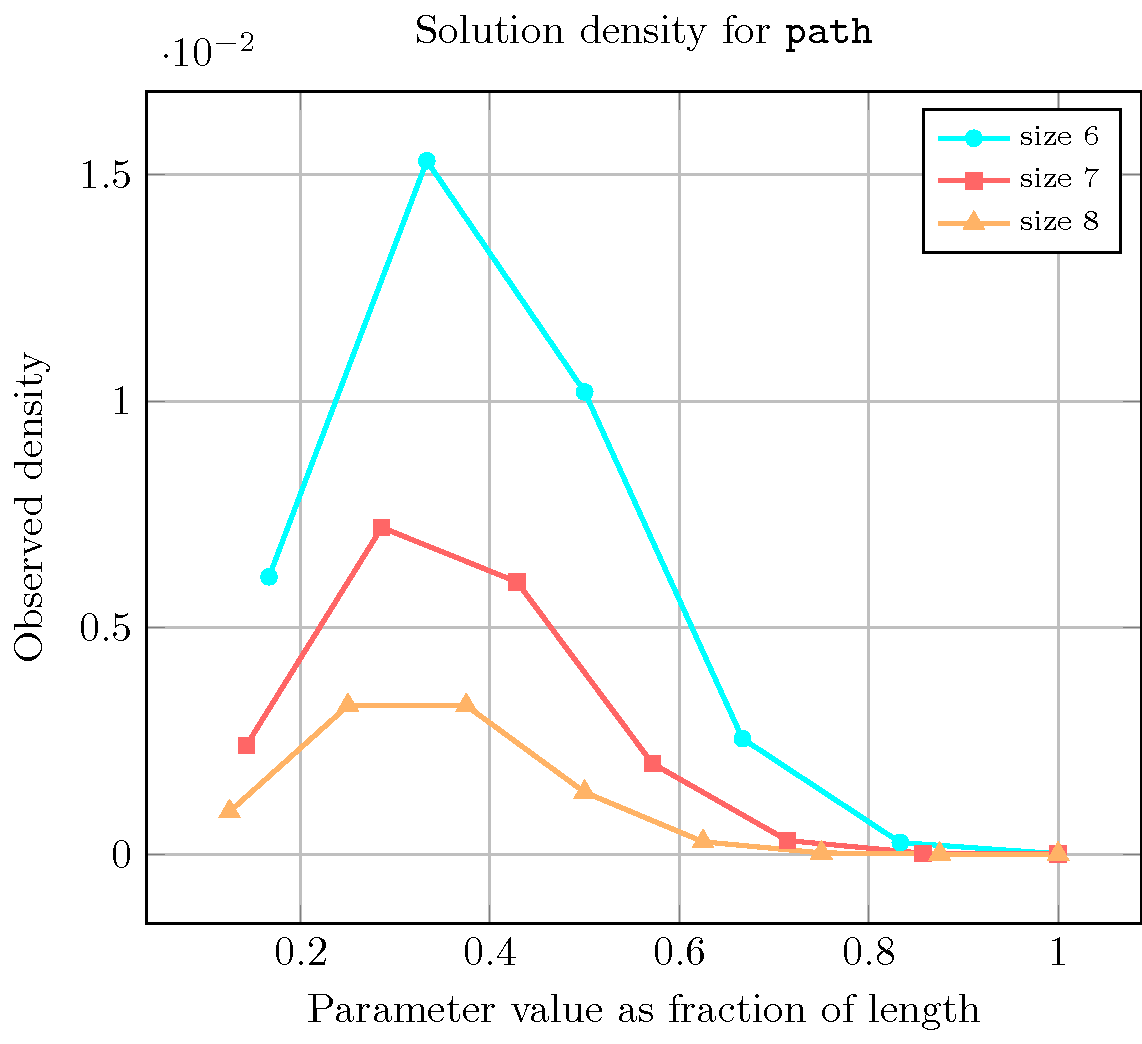 Solution density for path
·10⁻²
1.5
1
0.5
0
0.2 0.4 0.6 0.8 1
Observed density
Parameter value as fraction of length
size 6
size 7
size 8